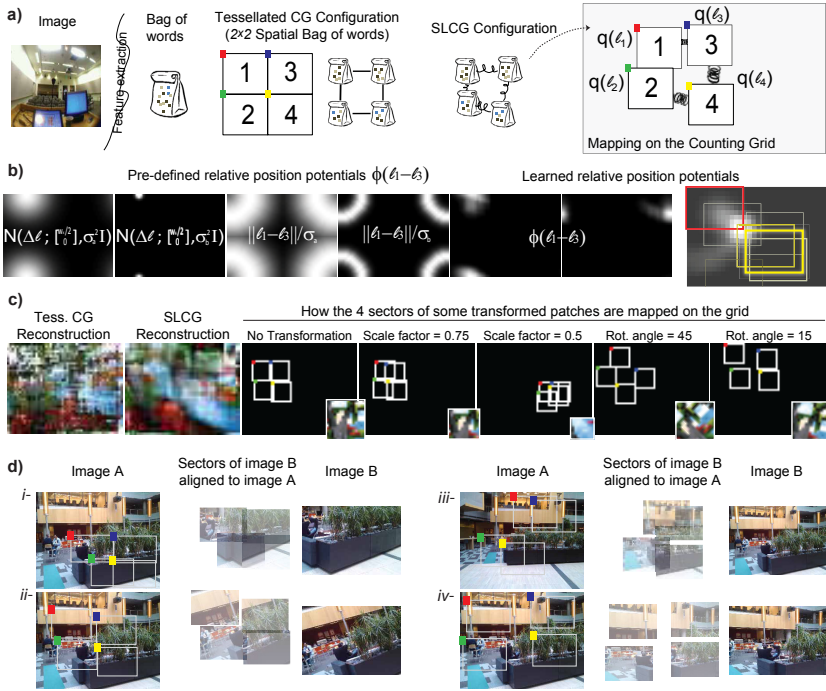 a)
Image
Feature extraction
Bag of
words
Tessellated CG Configuration
(2x2 Spatial Bag of words)
1 3
2 4
SLCG Configuration
q(ℓ₁) 1
q(ℓ₃) 3
q(ℓ₂) 2
q(ℓ₄) 4
Mapping on the Counting Grid
b)
Pre-defined relative position potentials ϕ(ℓ₁-ℓ₃)
Learned relative position potentials
||ℓ₁-ℓ₃||/σₐ
||ℓ₁-ℓ₃||/σ_b
ϕ(ℓ₁-ℓ₃)
c)
Tess. CG
Reconstruction
SLCG
Reconstruction
How the 4 sectors of some transformed patches are mapped on the grid
No Transformation
Scale factor = 0.75
Scale factor = 0.5
Rot. angle = 45
Rot. angle = 15
d)
Image A
Sectors of image B
aligned to image A
Image B
Image A
Sectors of image B
aligned to image A
Image B
i-
iii-
ii-
iv-